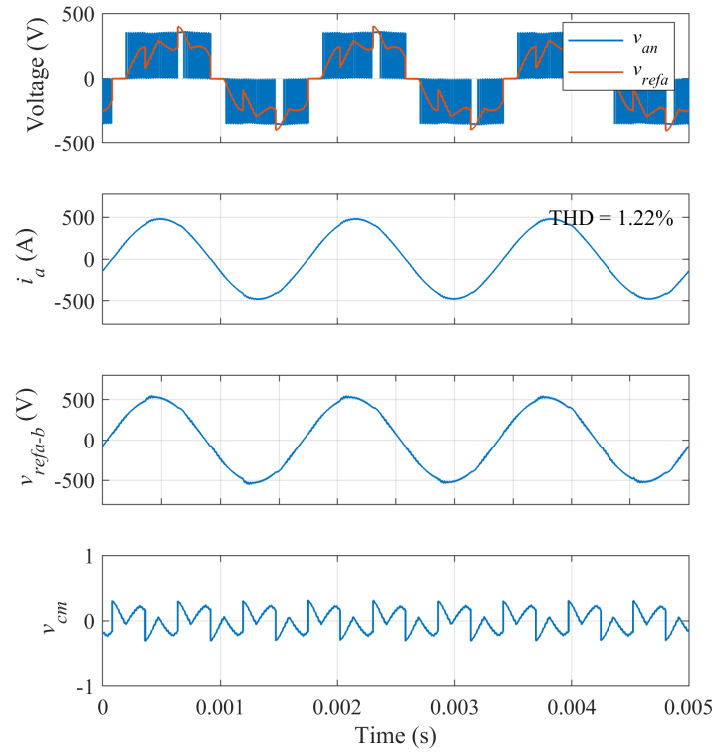 500
0
-500
Voltage (V)
v_an
v_refa
500
0
-500
i_a (A)
THD = 1.22%
500
0
-500
v_refa-b (V)
1
0
-1
v_cm
0
0.001
0.002
0.003
0.004
0.005
Time (s)